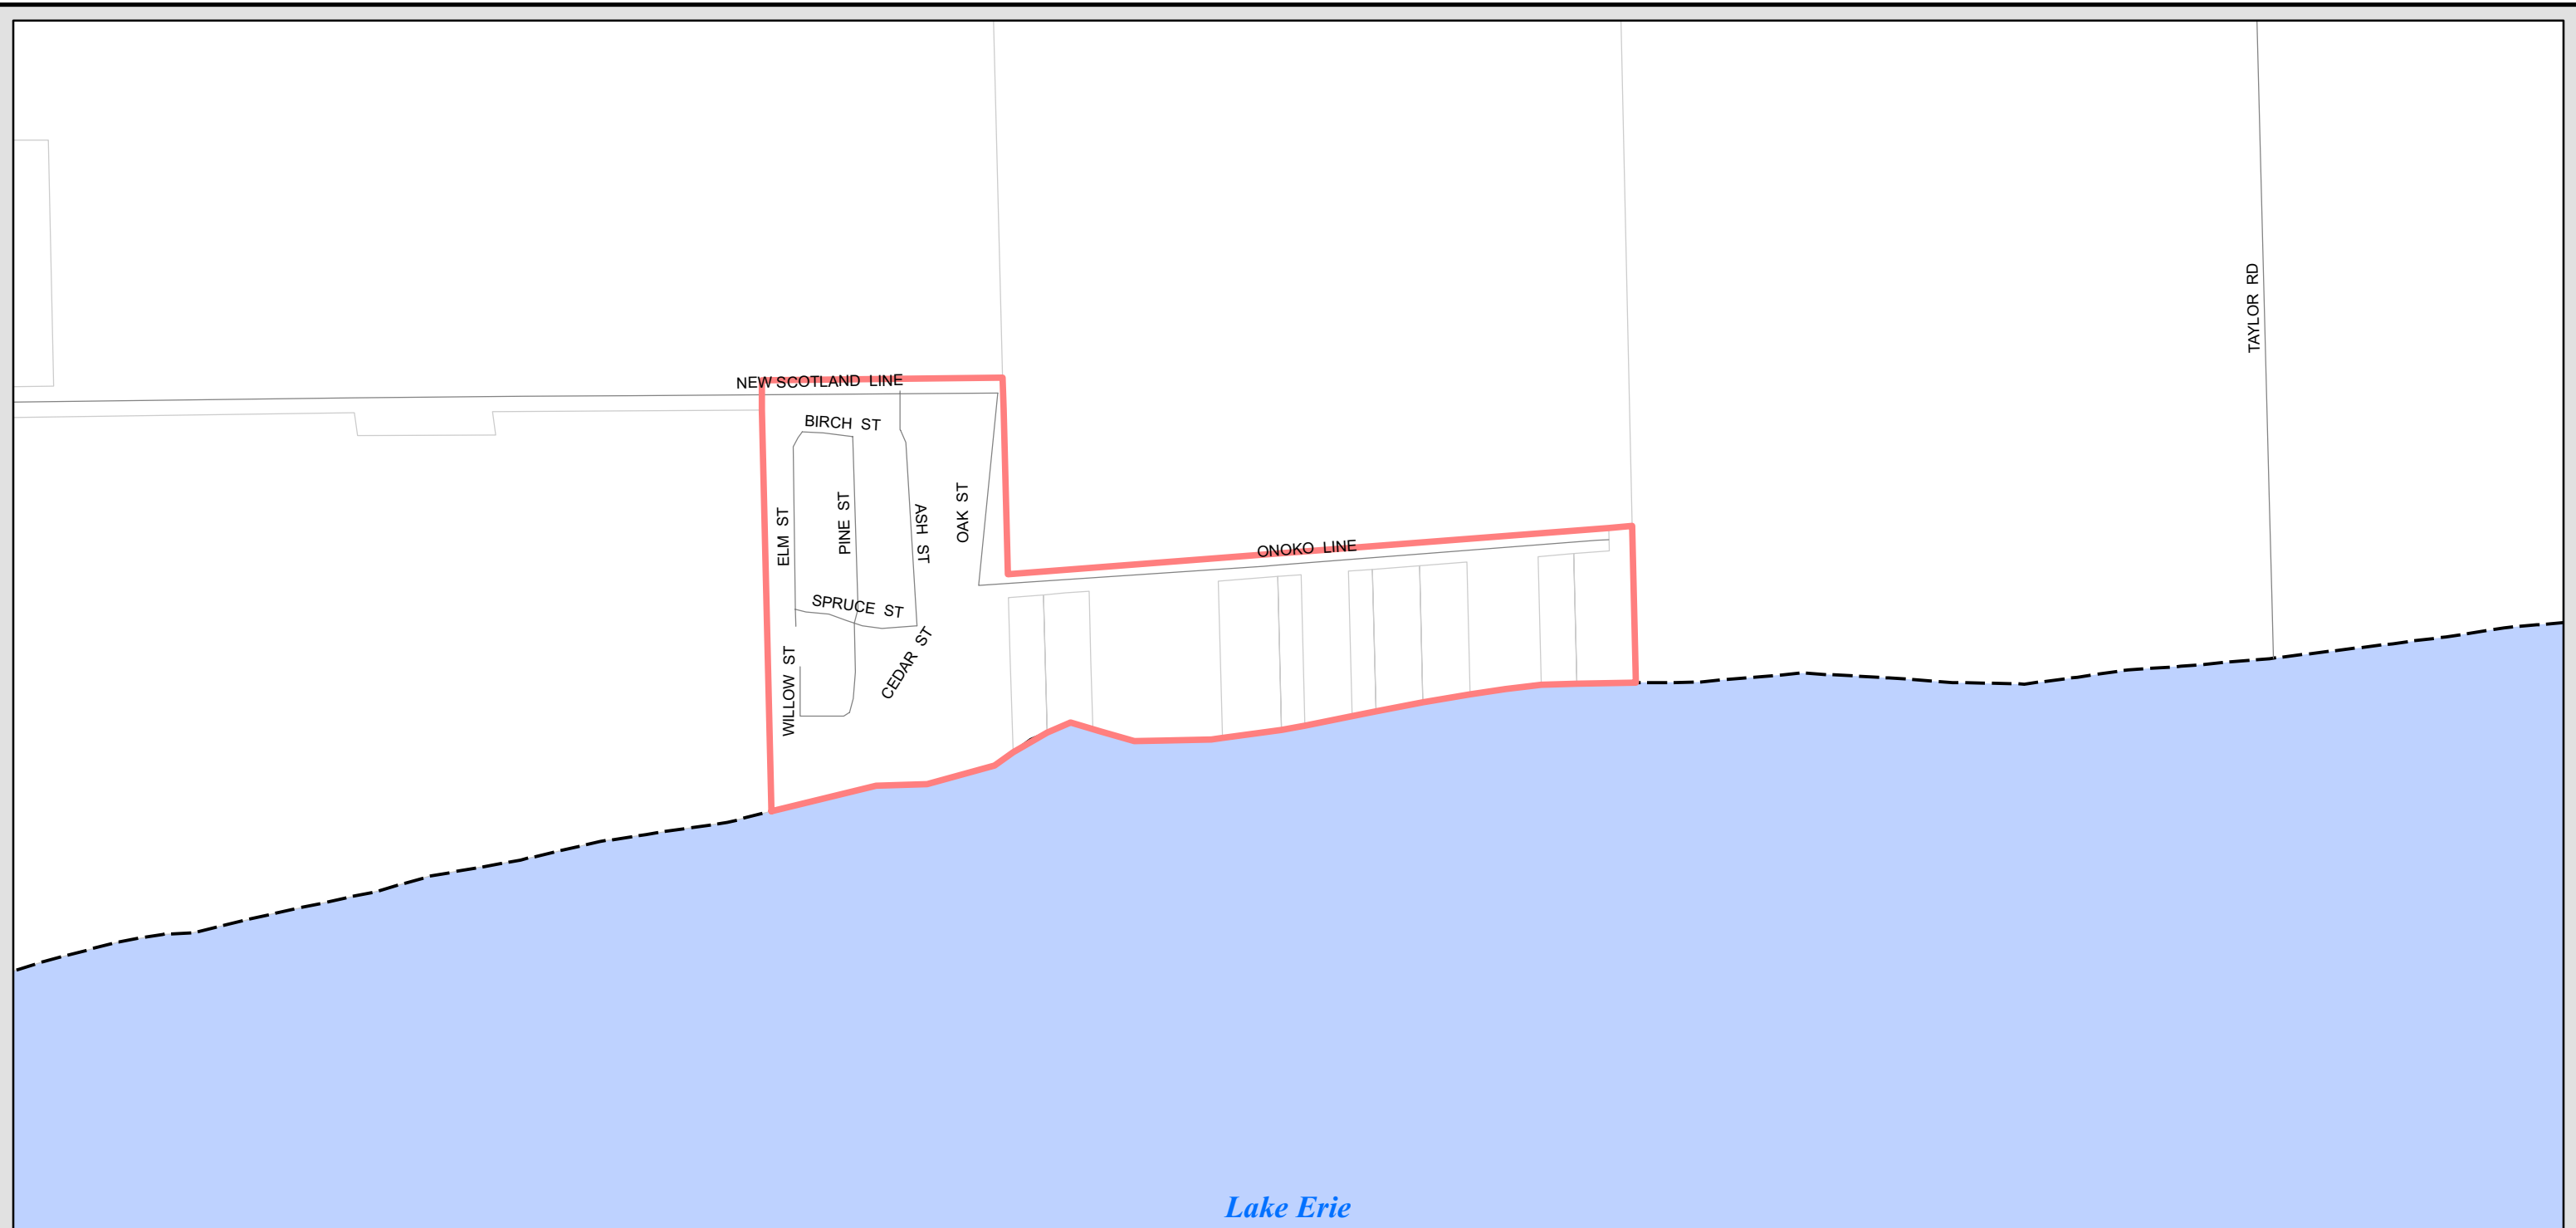 TAYLOR RD
NEW SCOTLAND LINE
BIRCH ST
ELM ST
PINE ST
ASH ST
OAK ST
ONOKO LINE
SPRUCE ST
CEDAR ST
WILLOW ST
Lake Erie